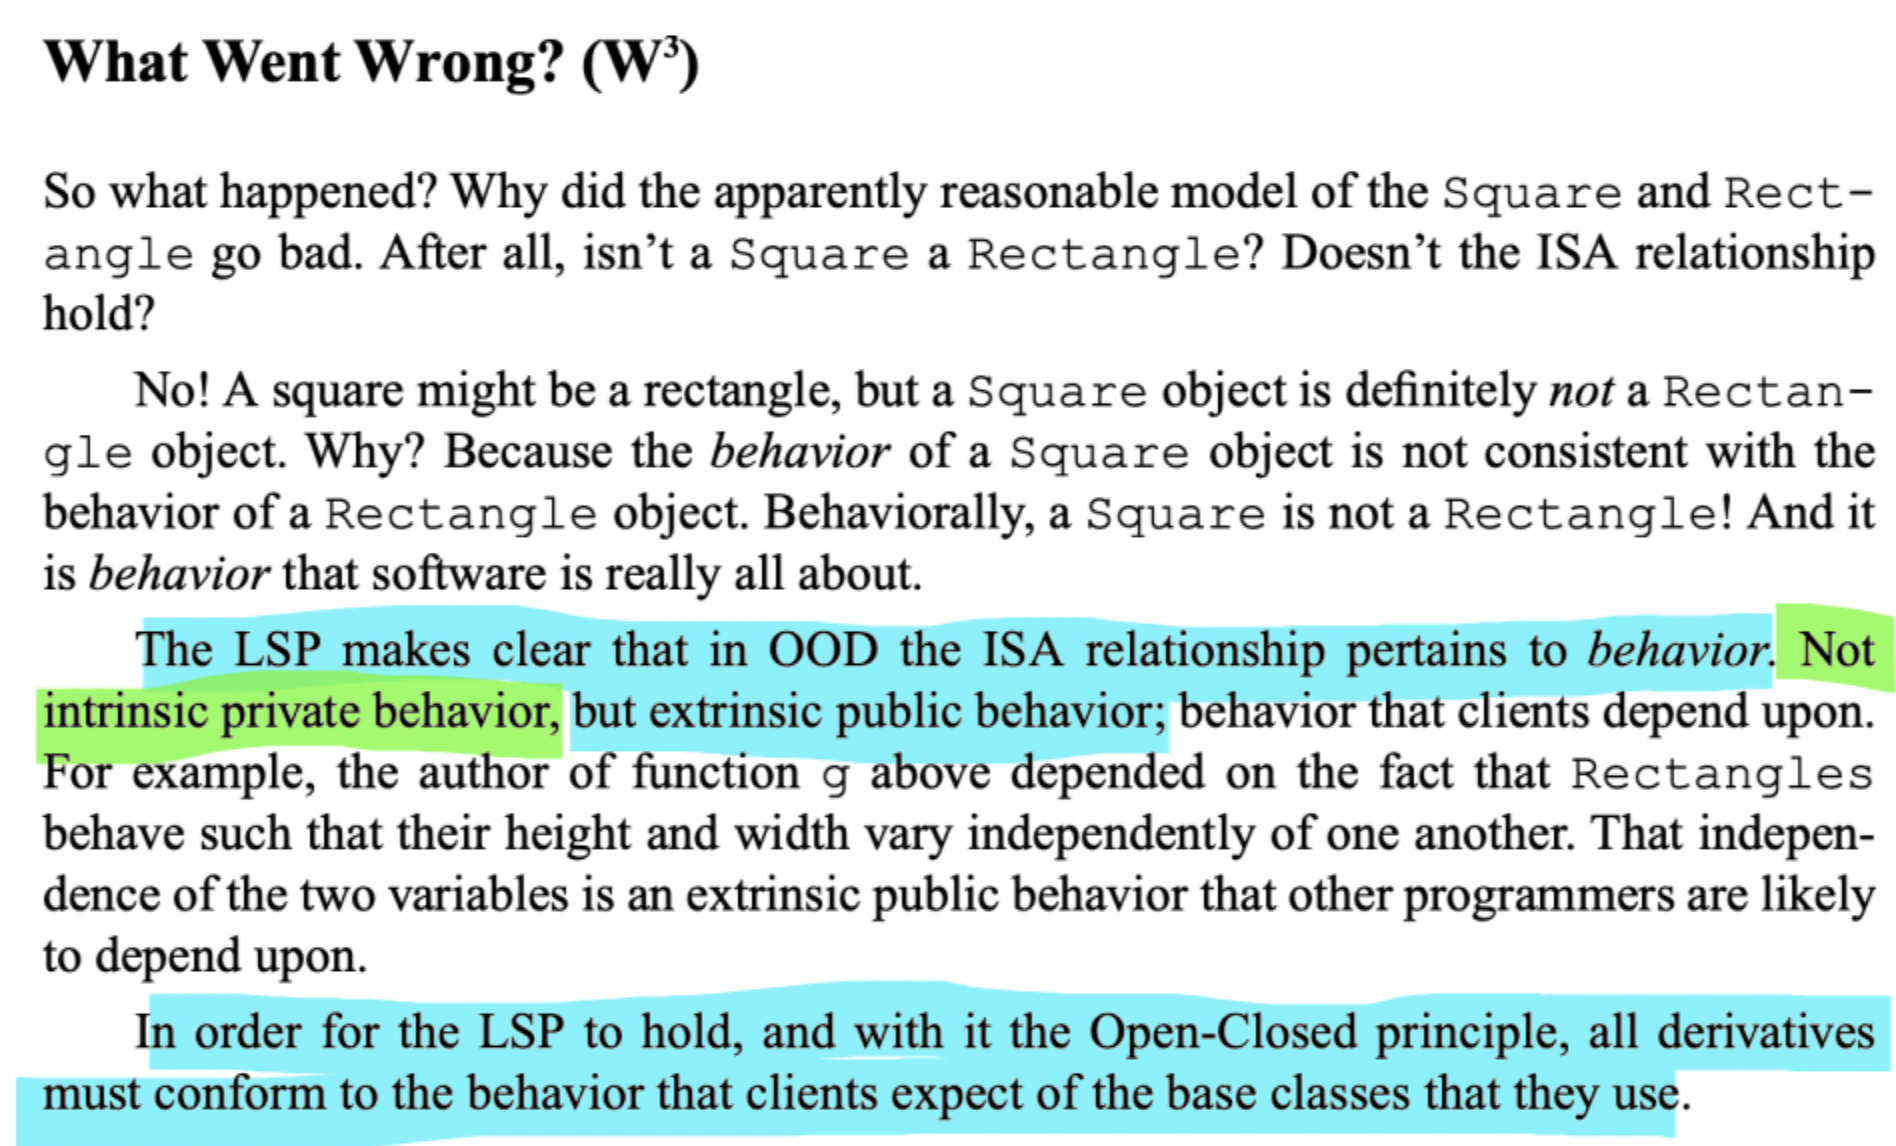 What Went Wrong? (W³)
So what happened? Why did the apparently reasonable model of the Square and Rect-
angle go bad. After all, isn’t a Square a Rectangle? Doesn’t the ISA relationship
hold?
No! A square might be a rectangle, but a Square object is definitely not a Rectan-
gle object. Why? Because the behavior of a Square object is not consistent with the
behavior of a Rectangle object. Behaviorally, a Square is not a Rectangle! And it
is behavior that software is really all about.
The LSP makes clear that in OOD the ISA relationship pertains to behavior. Not
intrinsic private behavior, but extrinsic public behavior; behavior that clients depend upon.
For example, the author of function g above depended on the fact that Rectangles
behave such that their height and width vary independently of one another. That indepen-
dence of the two variables is an extrinsic public behavior that other programmers are likely
to depend upon.
In order for the LSP to hold, and with it the Open-Closed principle, all derivatives
must conform to the behavior that clients expect of the base classes that they use.